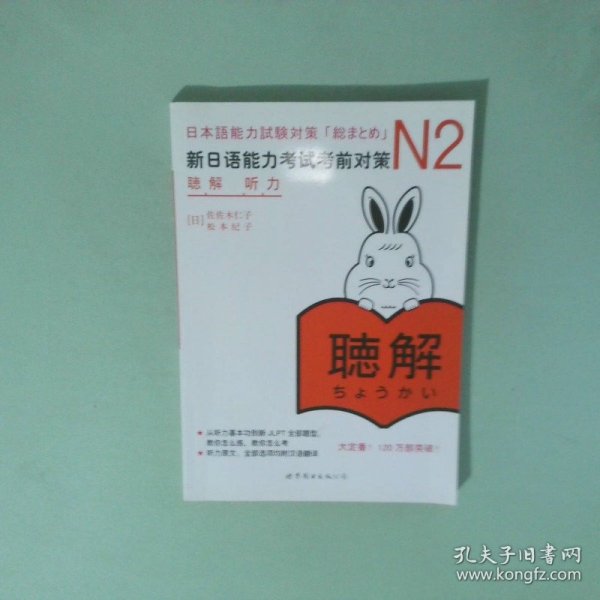 日本語能力試験対策「総まとめ」
N2
新日语能力考试考前对策
聴解 听力
[日] 佐佐木仁子
松本纪子
聴解
ちょうかい
★ 从听力基本功到新JLPT全部题型,
教你怎么练,教你怎么考
★ 听力原文、全部选项均附汉语翻译
大定番!120万部突破!
世界图书出版公司
孔夫子旧书网
www.kongfz.com